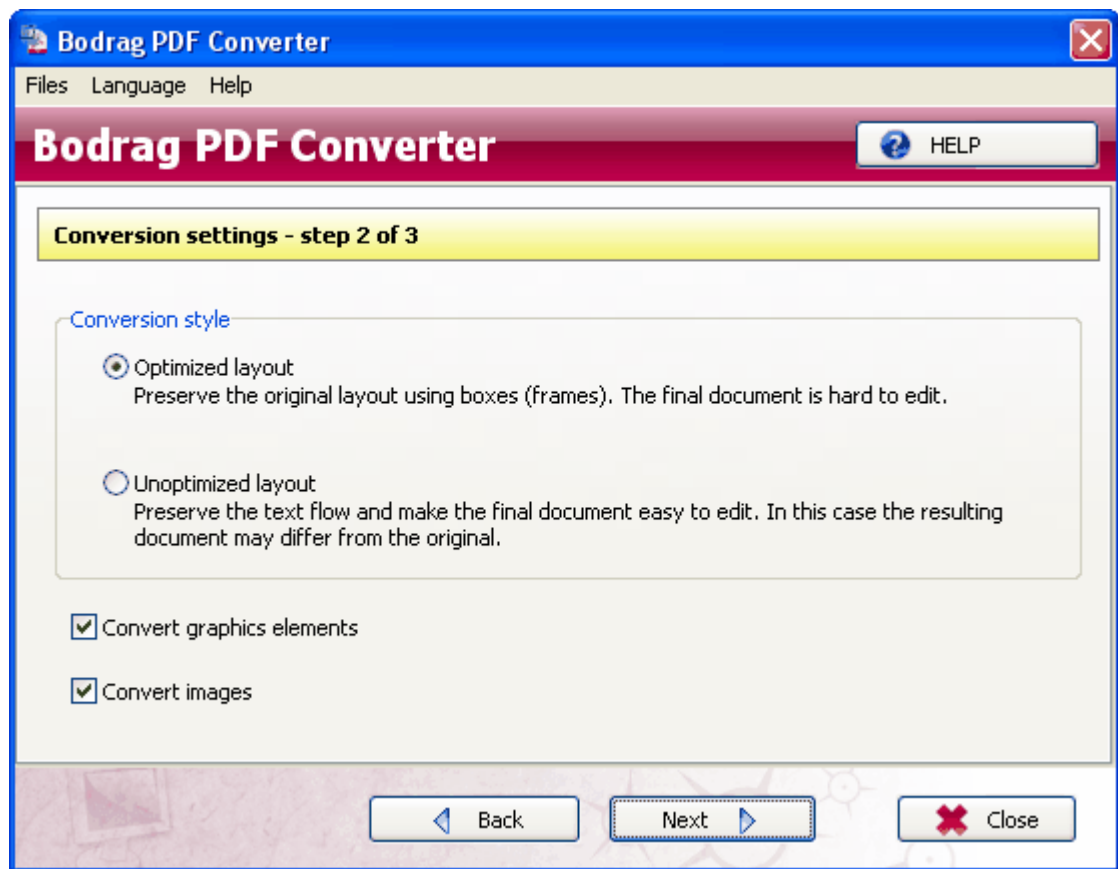 Bodrag PDF Converter
Files Language Help
Bodrag PDF Converter
HELP
Conversion settings - step 2 of 3
Conversion style
Optimized layout
Preserve the original layout using boxes (frames). The final document is hard to edit.
Unoptimized layout
Preserve the text flow and make the final document easy to edit. In this case the resulting
document may differ from the original.
Convert graphics elements
Convert images
Back Next Close